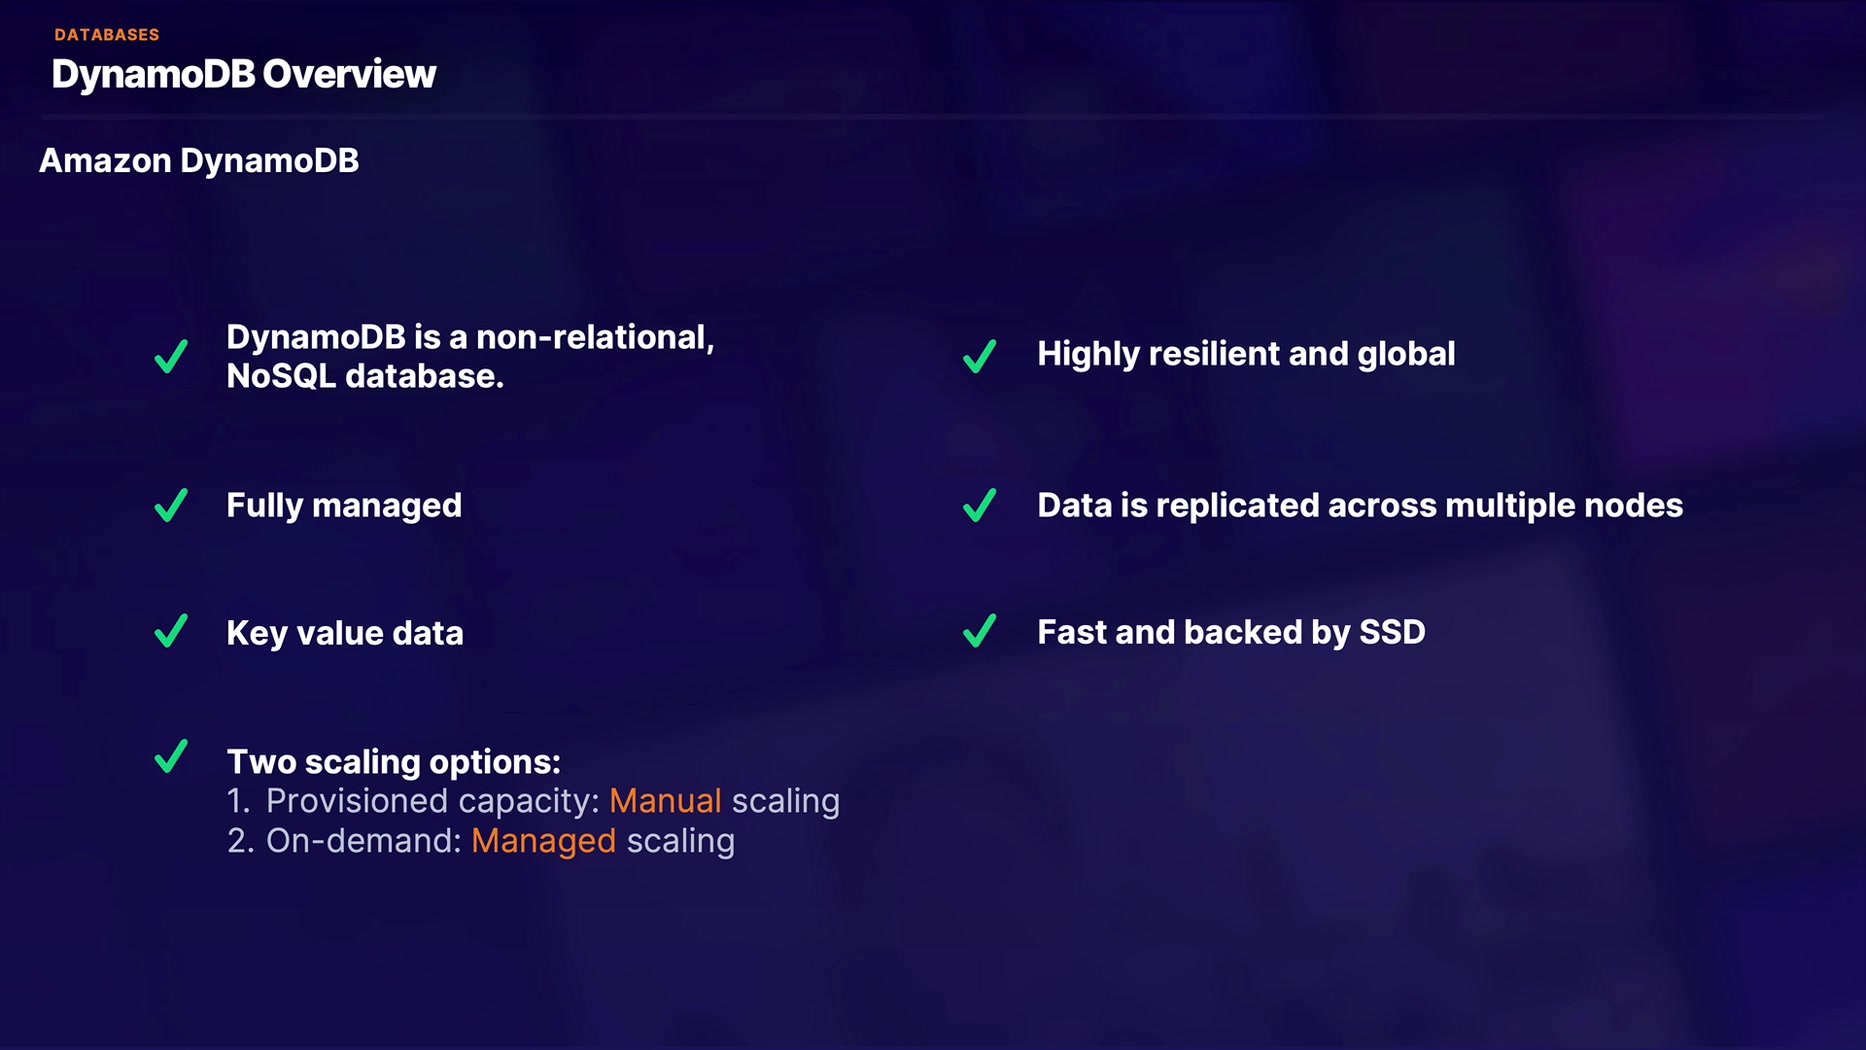 DATABASES
DynamoDB Overview
Amazon DynamoDB
DynamoDB is a non-relational,
NoSQL database.
Fully managed
Key value data
Two scaling options:
1. Provisioned capacity: Manual scaling
2. On-demand: Managed scaling
Highly resilient and global
Data is replicated across multiple nodes
Fast and backed by SSD